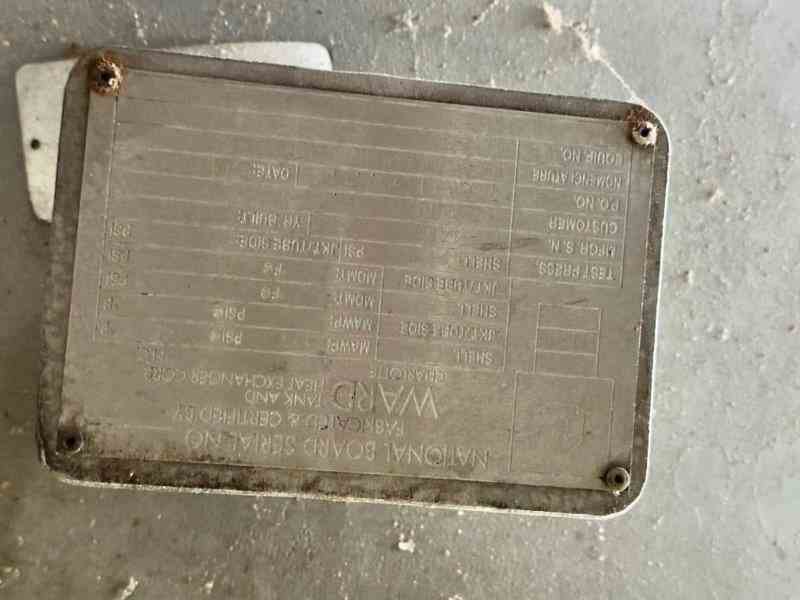 NATIONAL BOARD SERIAL NO
FABRICATED & CERTIFIED BY
WARD TANK AND
HEAT EXCHANGER CORP.
CHARLOTTE
SHELL MAWP: PSI@
JKT/TUBE SIDE MAWP: PSI@
SHELL MDMT: F@
JKT/TUBE SIDE MDMT: F@ PSI
TEST PRESS. SHELL: PSI JKT/TUBE SIDE: PSI
MFGR. S. N. YR BUILT:
CUSTOMER
P.O. NO. DATE:
NOMENCLATURE
EQUIP. NO.